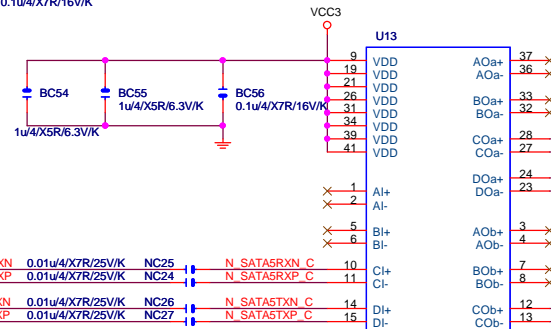 0.1u/4/X7R/16V/K
VCC3
U13
9 VDD AOa+ 37
19 VDD AOa- 36
21 VDD
26 VDD BOa+ 33
31 VDD BOa- 32
34 VDD
39 VDD COa+ 28
41 VDD COa- 27
BC54
1u/4/X5R/6.3V/K
BC55
1u/4/X5R/6.3V/K
BC56
0.1u/4/X7R/16V/K
DOa+ 24
DOa- 23
1 AI+
2 AI-
5 BI+ AOb+ 3
6 BI- AOb- 4
XN 0.01u/4/X7R/25V/K NC25 N_SATA5RXN_C 10 CI+ BOb+ 7
XP 0.01u/4/X7R/25V/K NC24 N_SATA5RXP_C 11 CI- BOb- 8
XN 0.01u/4/X7R/25V/K NC26 N_SATA5TXN_C 14 DI+ COb+ 12
XP 0.01u/4/X7R/25V/K NC27 N_SATA5TXP_C 15 DI- COb- 13